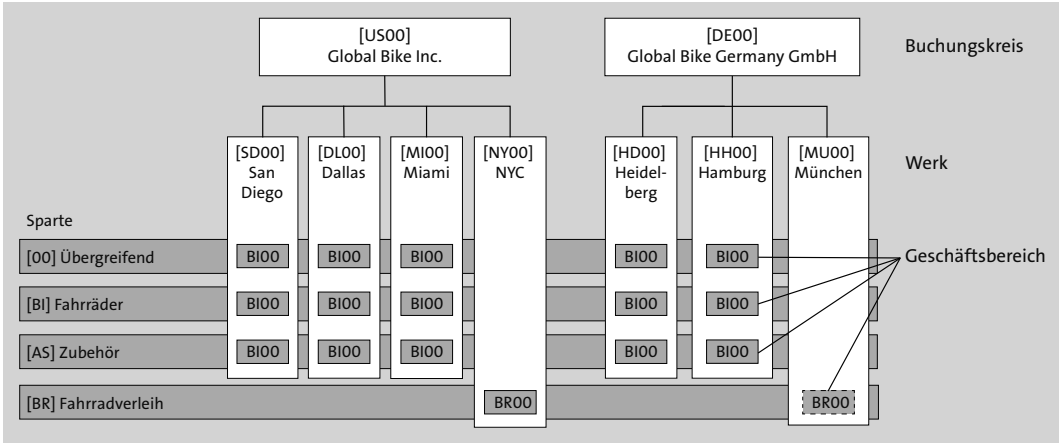 [US00]
Global Bike Inc.
[DE00]
Global Bike Germany GmbH
Buchungskreis
[SD00]
San
Diego
[DL00]
Dallas
[MI00]
Miami
[NY00]
NYC
[HD00]
Heidel-
berg
[HH00]
Hamburg
[MU00]
München
Werk
Sparte
[00] Übergreifend
BI00
BI00
BI00
BI00
BI00
Geschäftsbereich
[BI] Fahrräder
BI00
BI00
BI00
BI00
BI00
[AS] Zubehör
BI00
BI00
BI00
BI00
BI00
[BR] Fahrradverleih
BR00
BR00